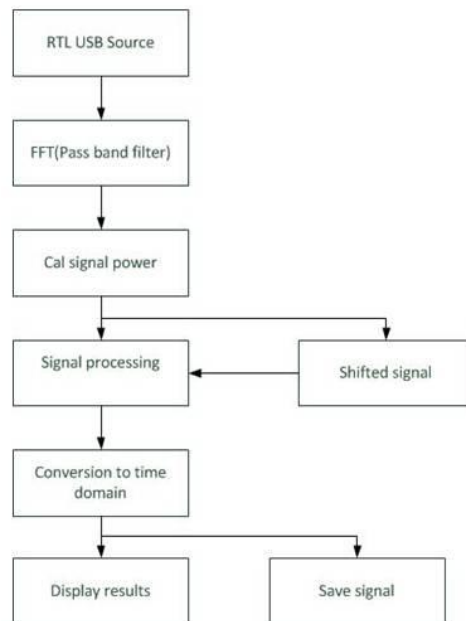 RTL USB Source
FFT(Pass band filter)
Cal signal power
Signal processing
Shifted signal
Conversion to time
domain
Display results
Save signal